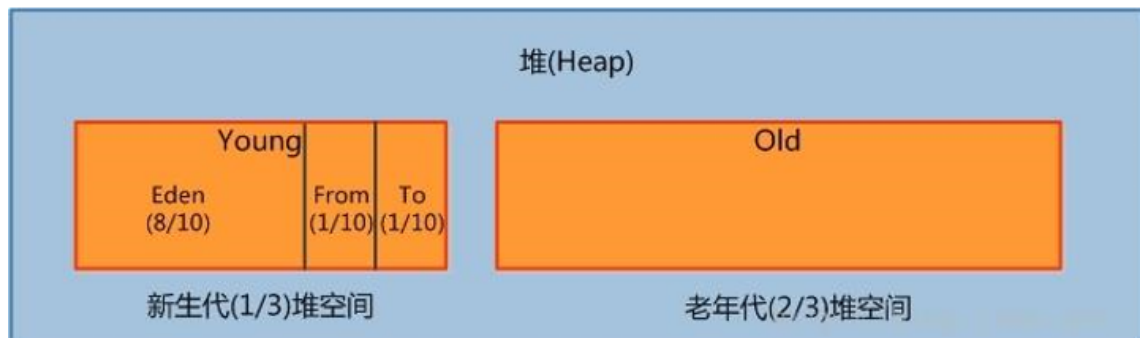 堆(Heap)
Young
Eden
(8/10)
From
(1/10)
To
(1/10)
Old
新生代(1/3)堆空间
老年代(2/3)堆空间